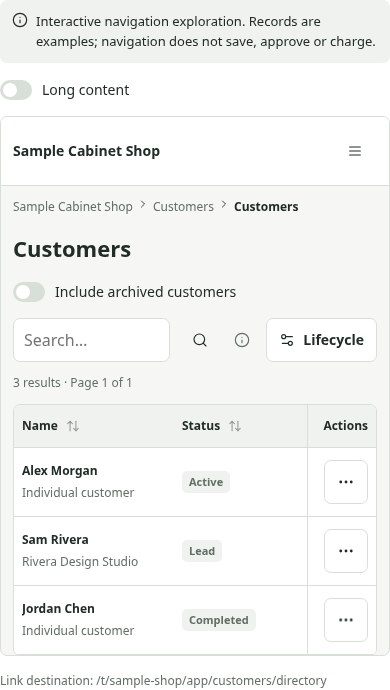 Interactive navigation exploration. Records are
examples; navigation does not save, approve or charge.
Long content
Sample Cabinet Shop
Sample Cabinet Shop > Customers > Customers
Customers
Include archived customers
Search...
Lifecycle
3 results · Page 1 of 1
Name Status Actions
Alex Morgan
Individual customer
Active
Sam Rivera
Rivera Design Studio
Lead
Jordan Chen
Individual customer
Completed
Link destination: /t/sample-shop/app/customers/directory